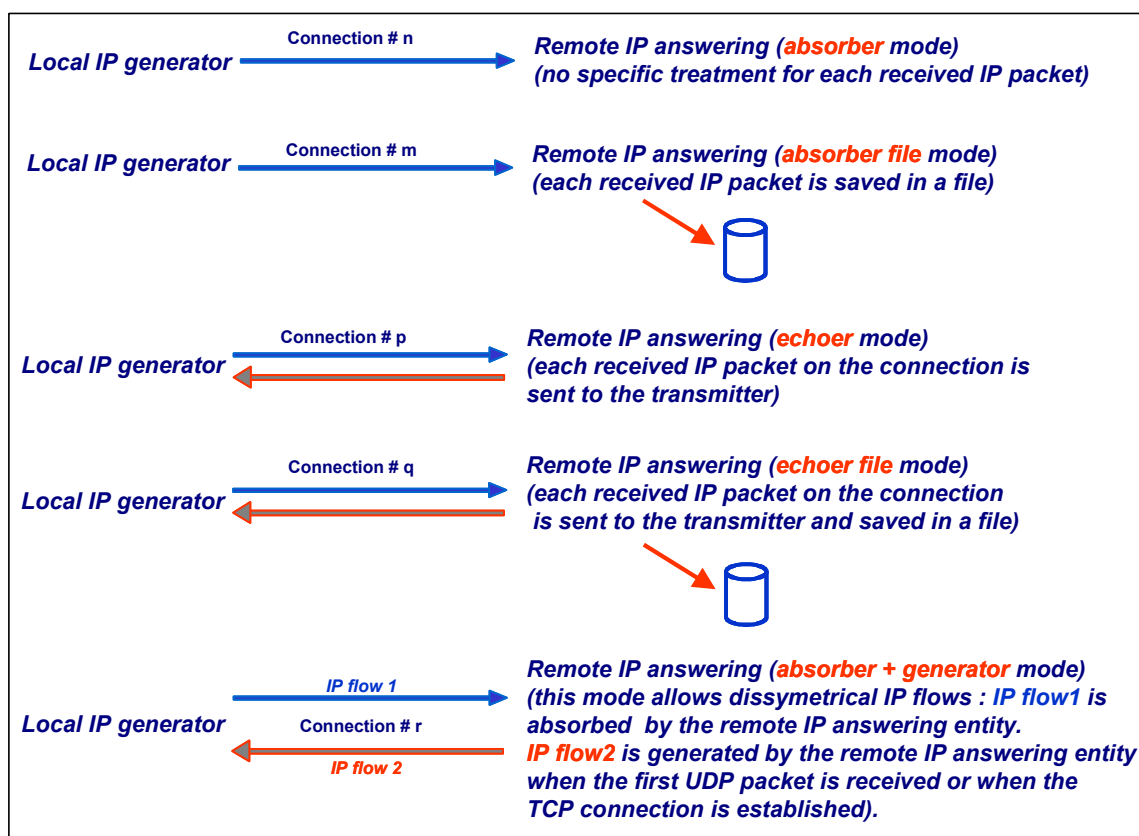 Connection # n
Local IP generator
Remote IP answering (absorber mode)
(no specific treatment for each received IP packet)
Connection # m
Local IP generator
Remote IP answering (absorber file mode)
(each received IP packet is saved in a file)
Connection # p
Local IP generator
Remote IP answering (echoer mode)
(each received IP packet on the connection is
sent to the transmitter)
Connection # q
Local IP generator
Remote IP answering (echoer file mode)
(each received IP packet on the connection
is sent to the transmitter and saved in a file)
IP flow 1
Local IP generator
Connection # r
IP flow 2
Remote IP answering (absorber + generator mode)
(this mode allows dissymetrical IP flows : IP flow1 is
absorbed by the remote IP answering entity.
IP flow2 is generated by the remote IP answering entity
when the first UDP packet is received or when the
TCP connection is established).